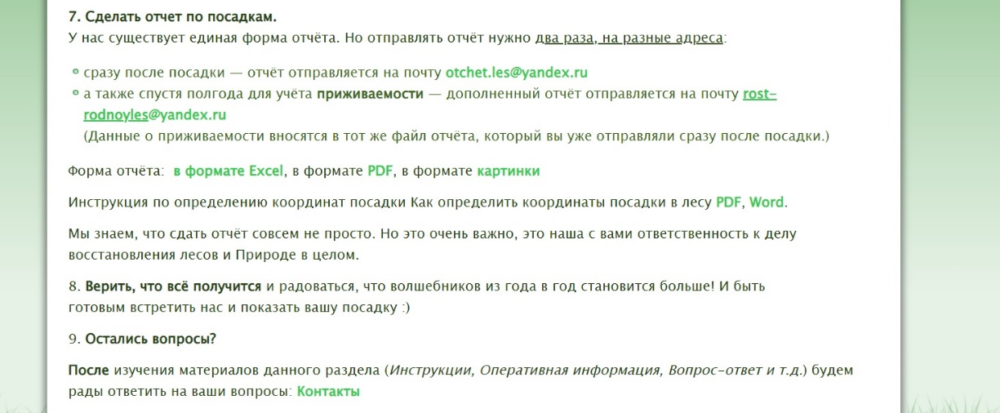 7. Сделать отчет по посадкам.
У нас существует единая форма отчёта. Но отправлять отчёт нужно два раза, на разные адреса:
сразу после посадки — отчёт отправляется на почту otchet.les@yandex.ru
а также спустя полгода для учёта приживаемости — дополненный отчёт отправляется на почту rost-
rodnoyles@yandex.ru
(Данные о приживаемости вносятся в тот же файл отчёта, который вы уже отправляли сразу после посадки.)
Форма отчёта: в формате Excel, в формате PDF, в формате картинки
Инструкция по определению координат посадки Как определить координаты посадки в лесу PDF, Word.
Мы знаем, что сдать отчёт совсем не просто. Но это очень важно, это наша с вами ответственность к делу
восстановления лесов и Природе в целом.
8. Верить, что всё получится и радоваться, что волшебников из года в год становится больше! И быть
готовым встретить нас и показать вашу посадку :)
9. Остались вопросы?
После изучения материалов данного раздела (Инструкции, Оперативная информация, Вопрос-ответ и т.д.) будем
рады ответить на ваши вопросы: Контакты